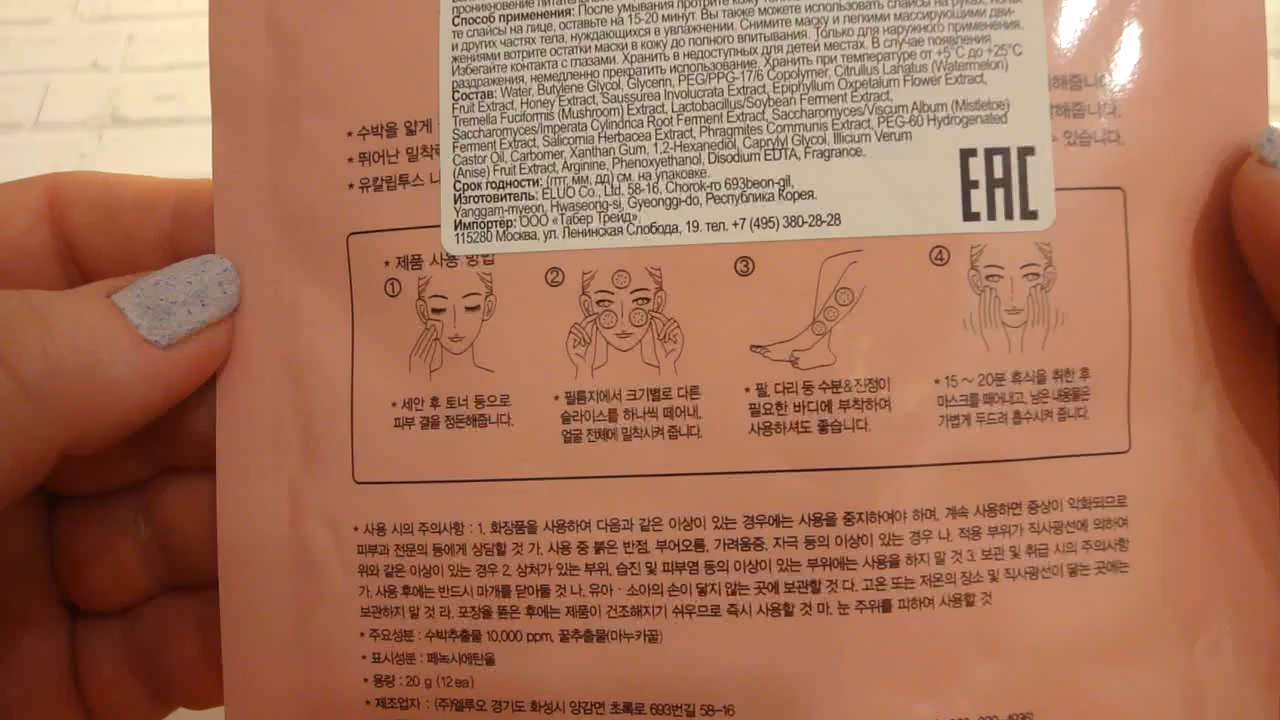 проникновение питательных
Способ применения: После умывания протрите кожу
те слайсы на лице, оставьте на 15-20 минут. Вы также можете использовать слайсы на руках, ногах
и других частях тела, нуждающихся в увлажнении. Снимите маску и легкими массирующими дви-
жениями вотрите остатки маски в кожу до полного впитывания. Только для наружного применения.
Избегайте контакта с глазами. Хранить в недоступных для детей местах. В случае появления
раздражения, немедленно прекратить использование. Хранить при температуре от +5°С до +25°С
Состав: Water, Butylene Glycol, Glycerin, PEG/PPG-17/6 Copolymer, Citrullus Lanatus (Watermelon)
Fruit Extract, Honey Extract, Saussurea Involucrata Extract, Epiphyllum Oxpetalum Flower Extract,
Tremella Fuciformis (Mushroom) Extract, Lactobacillus/Soybean Ferment Extract,
Saccharomyces/Imperata Cylindrica Root Ferment Extract, Saccharomyces/Viscum Album (Mistletoe)
Ferment Extract, Salicornia Herbacea Extract, Phragmites Communis Extract, PEG-60 Hydrogenated
Castor Oil, Carbomer, Xanthan Gum, 1,2-Hexanediol, Caprylyl Glycol, Illicium Verum
(Anise) Fruit Extract, Arginine, Phenoxyethanol, Disodium EDTA, Fragrance.
Срок годности: (гггг, мм, дд) см. на упаковке.
Изготовитель: ELUO Co., Ltd. 58-16, Chorok-ro 693beon-gil,
Yanggam-myeon, Hwaseong-si, Gyeonggi-do, Республика Корея.
Импортер: ООО «Табер Трейд»,
115280 Москва, ул. Ленинская Слобода, 19. тел. +7 (495) 380-28-28
EAC
해줍니다.
해줍니다.
있습니다.
* 수박을 얇게
* 뛰어난 밀착
* 유칼립투스
* 제품 사용 방법
① ② ③ ④
* 세안 후 토너 등으로
피부 결을 정돈해줍니다.
* 필름지에서 크기별로 다른
슬라이스를 하나씩 떼어내,
얼굴 전체에 밀착시켜 줍니다.
* 팔, 다리 등 수분&진정이
필요한 바디에 부착하여
사용하셔도 좋습니다.
* 15 ~ 20분 휴식을 취한 후
마스크를 떼어내고, 남은 내용물은
가볍게 두드려 흡수시켜 줍니다.
* 사용 시의 주의사항 : 1. 화장품을 사용하여 다음과 같은 이상이 있는 경우에는 사용을 중지하여야 하며, 계속 사용하면 증상이 악화되므로
피부과 전문의 등에게 상담할 것 가. 사용 중 붉은 반점, 부어오름, 가려움증, 자극 등의 이상이 있는 경우 나. 적용 부위가 직사광선에 의하여
위와 같은 이상이 있는 경우 2. 상처가 있는 부위, 습진 및 피부염 등의 이상이 있는 부위에는 사용을 하지 말 것 3. 보관 및 취급 시의 주의사항
가. 사용 후에는 반드시 마개를 닫아둘 것 나. 유아 · 소아의 손이 닿지 않는 곳에 보관할 것 다. 고온 또는 저온의 장소 및 직사광선이 닿는 곳에는
보관하지 말 것 라. 포장을 뜯은 후에는 제품이 건조해지기 쉬우므로 즉시 사용할 것 마. 눈 주위를 피하여 사용할 것
* 주요성분 : 수박추출물 10,000 ppm, 꿀추출물(마누카꿀)
* 표시성분 : 페녹시에탄올
* 용량 : 20 g (12 ea)
* 제조업자 : (주)엘루오 경기도 화성시 양감면 초록로 693번길 58-16